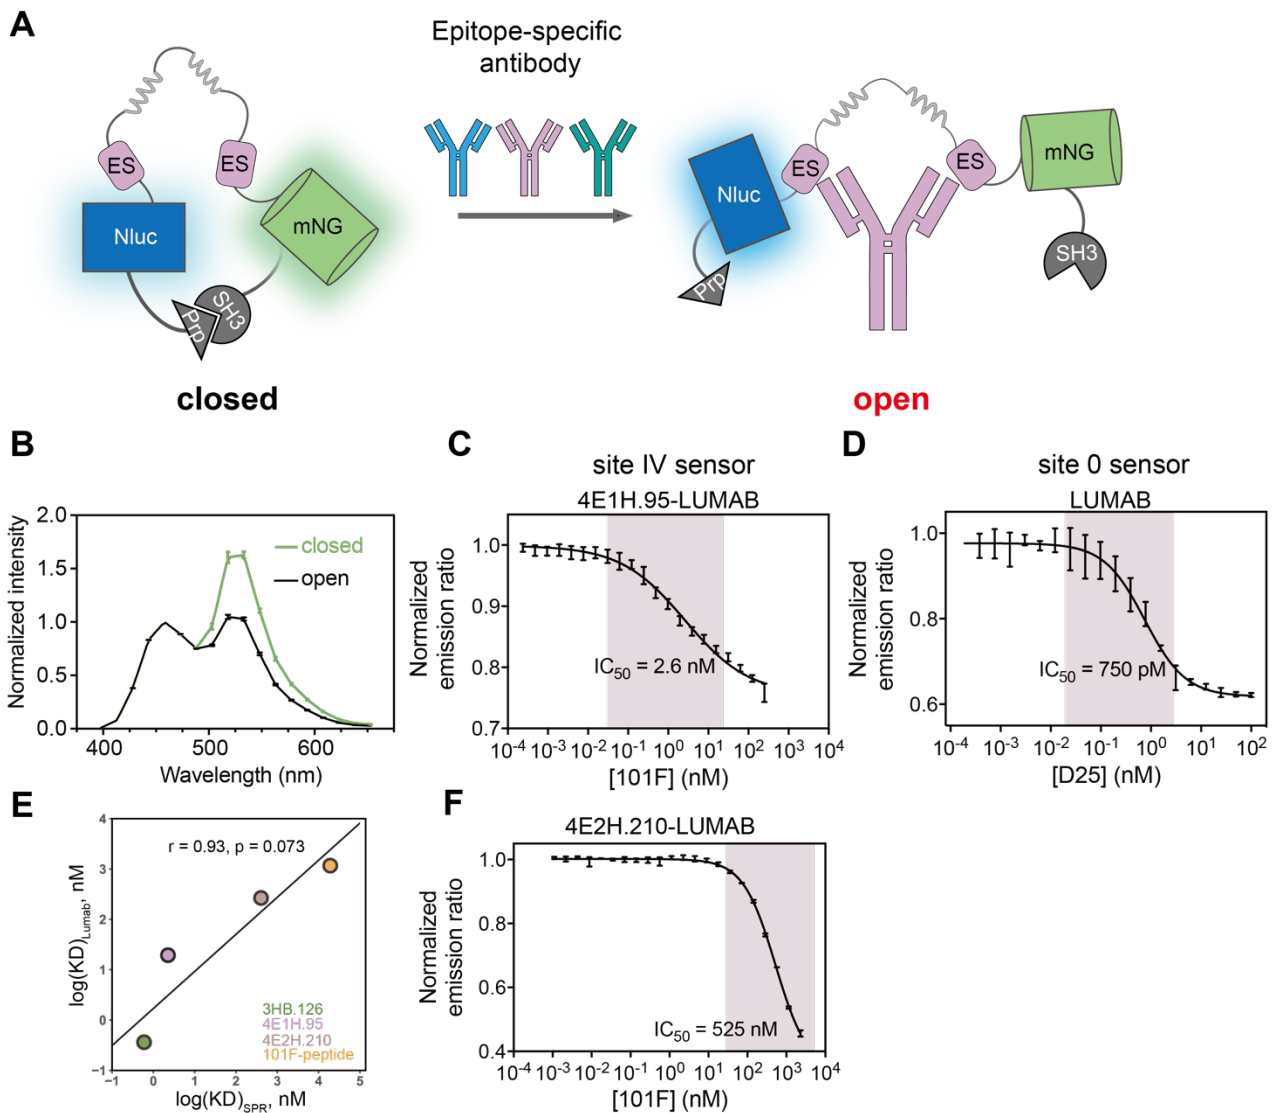 A
Epitope-specific
antibody
ES
ES
Nluc
mNG
Prp
SH3
closed
ES
ES
Nluc
mNG
Prp
SH3
open
B
Normalized intensity
2.0
1.5
1.0
0.5
0.0
closed
open
400
500
600
Wavelength (nm)
C
site IV sensor
4E1H.95-LUMAB
Normalized
emission ratio
1.0
0.9
0.8
0.7
IC50 = 2.6 nM
10-4 10-3 10-2 10-1 100 101 102 103 104
[101F] (nM)
D
site 0 sensor
LUMAB
Normalized
emission ratio
1.0
0.8
0.6
IC50 = 750 pM
10-4 10-3 10-2 10-1 100 101 102
[D25] (nM)
E
log(KD)Lumab, nM
4
3
2
1
0
−1
r = 0.93, p = 0.073
3HB.126
4E1H.95
4E2H.210
101F-peptide
−1 0 1 2 3 4 5
log(KD)SPR, nM
F
4E2H.210-LUMAB
Normalized
emission ratio
1.0
0.8
0.6
0.4
IC50 = 525 nM
10-4 10-3 10-2 10-1 100 101 102 103 104
[101F] (nM)